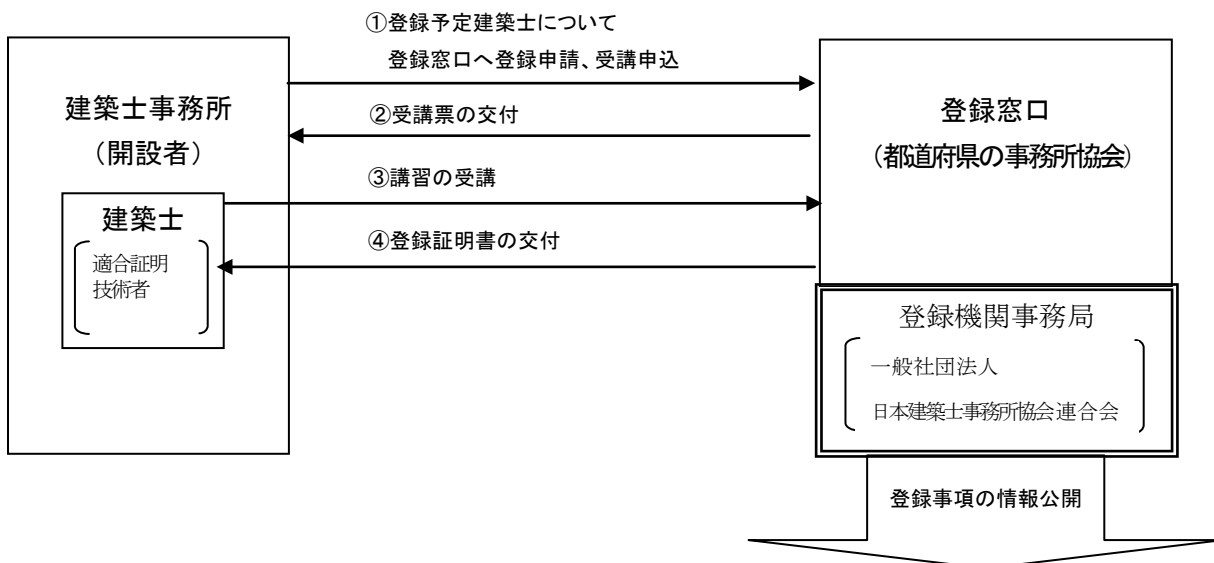 ①登録予定建築士について
登録窓口へ登録申請、受講申込
建築士事務所
（開設者）
②受講票の交付
登録窓口
（都道府県の事務所協会）
③講習の受講
建築士
適合証明
技術者
④登録証明書の交付
登録機関事務局
一般社団法人
日本建築士事務所協会連合会
登録事項の情報公開